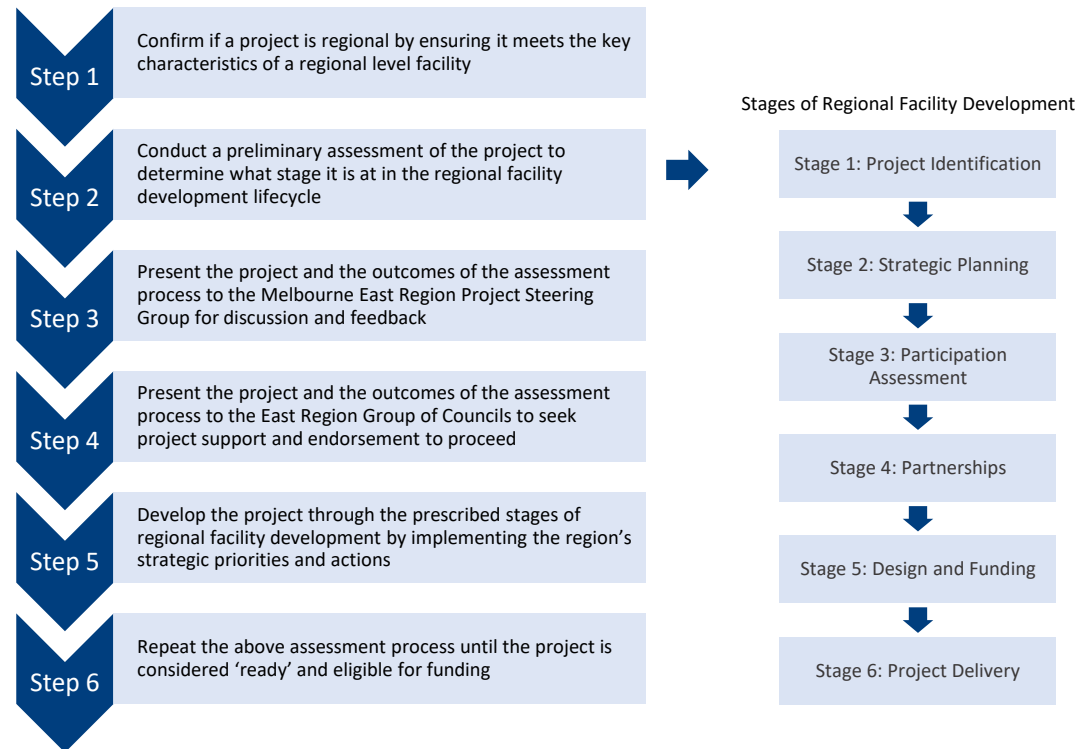 Step 1
Confirm if a project is regional by ensuring it meets the key
characteristics of a regional level facility
Step 2
Conduct a preliminary assessment of the project to
determine what stage it is at in the regional facility
development lifecycle
Step 3
Present the project and the outcomes of the assessment
process to the Melbourne East Region Project Steering
Group for discussion and feedback
Step 4
Present the project and the outcomes of the assessment
process to the East Region Group of Councils to seek
project support and endorsement to proceed
Step 5
Develop the project through the prescribed stages of
regional facility development by implementing the region’s
strategic priorities and actions
Step 6
Repeat the above assessment process until the project is
considered ‘ready’ and eligible for funding
Stages of Regional Facility Development
Stage 1: Project Identification
Stage 2: Strategic Planning
Stage 3: Participation
Assessment
Stage 4: Partnerships
Stage 5: Design and Funding
Stage 6: Project Delivery